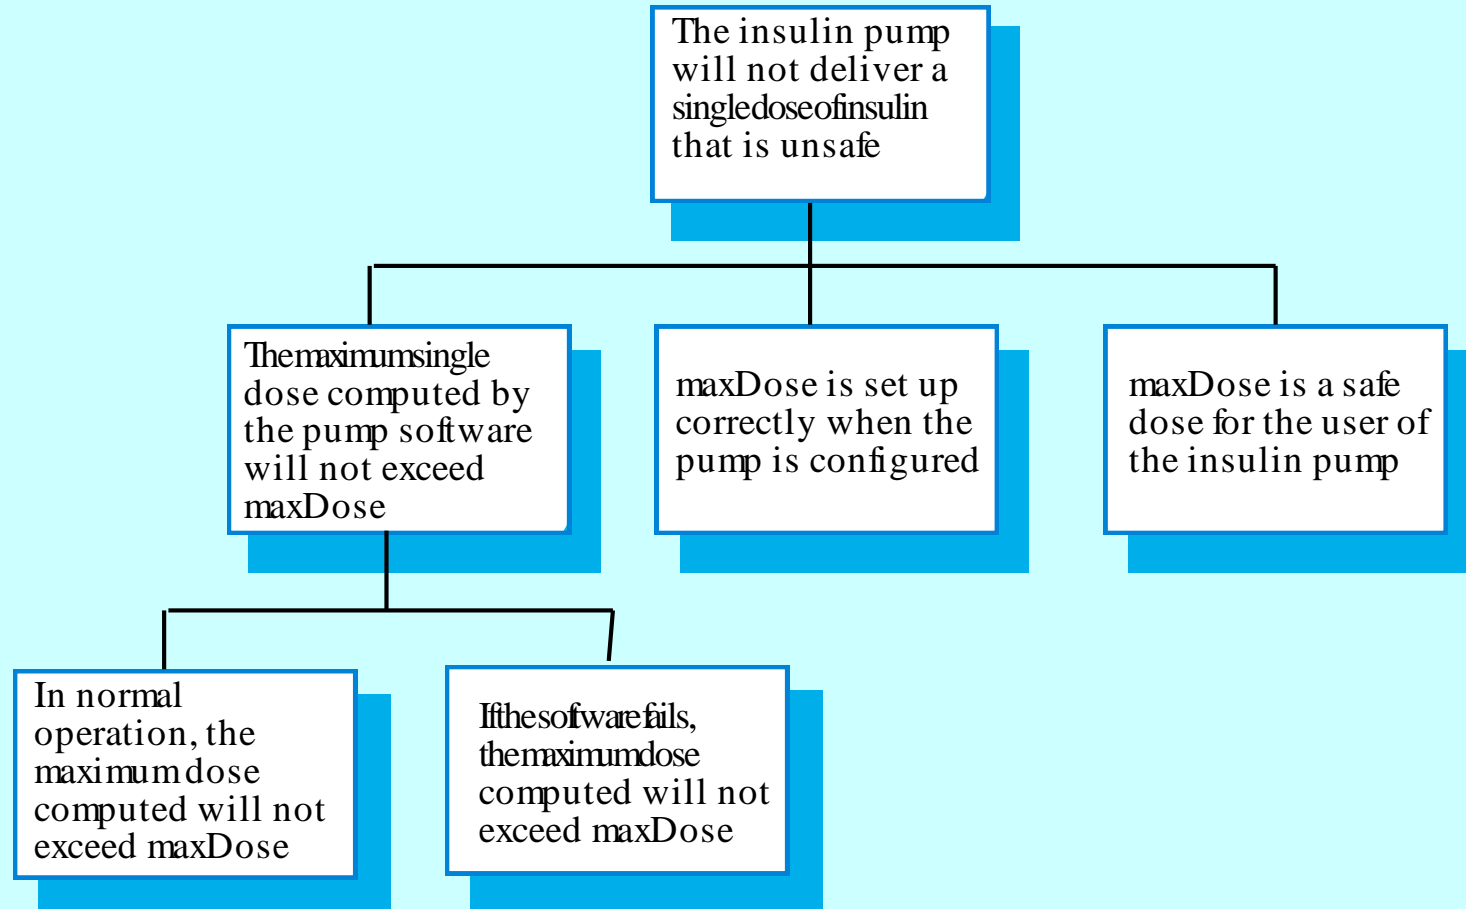 The insulin pump
will not deliver a
single dose of insulin
that is unsafe
The maximum single
dose computed by
the pump software
will not exceed
maxDose
maxDose is set up
correctly when the
pump is configured
maxDose is a safe
dose for the user of
the insulin pump
In normal
operation, the
maximum dose
computed will not
exceed maxDose
If the software fails,
the maximum dose
computed will not
exceed maxDose